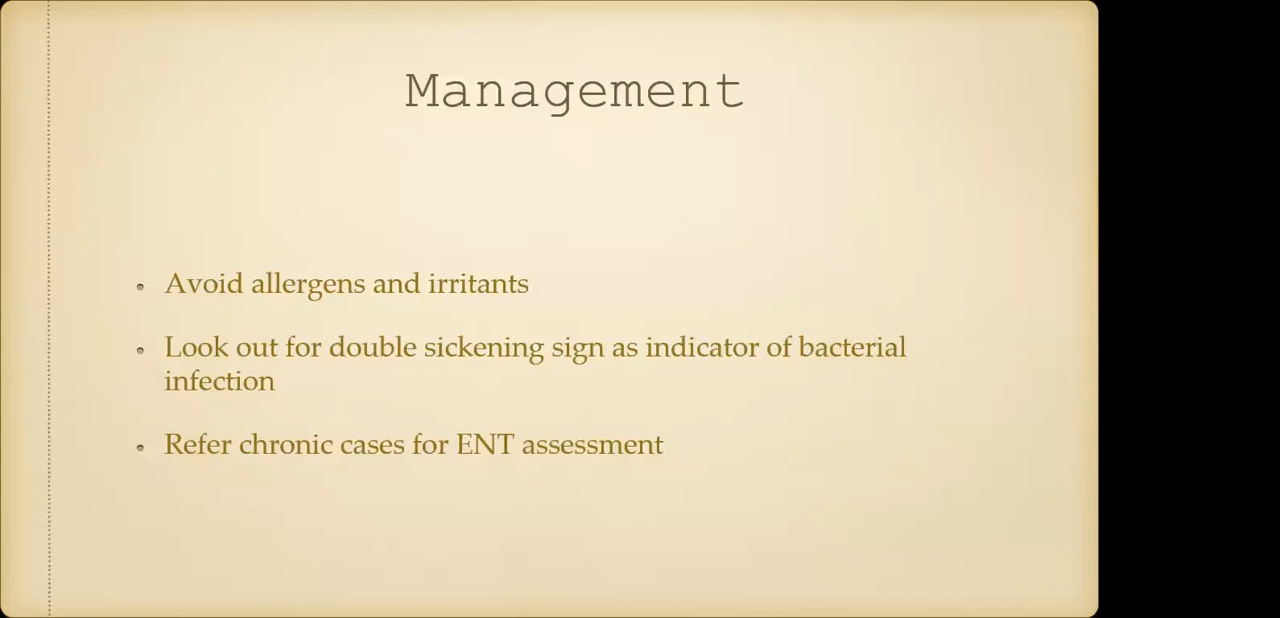 Management
Avoid allergens and irritants
Look out for double sickening sign as indicator of bacterial
infection
Refer chronic cases for ENT assessment